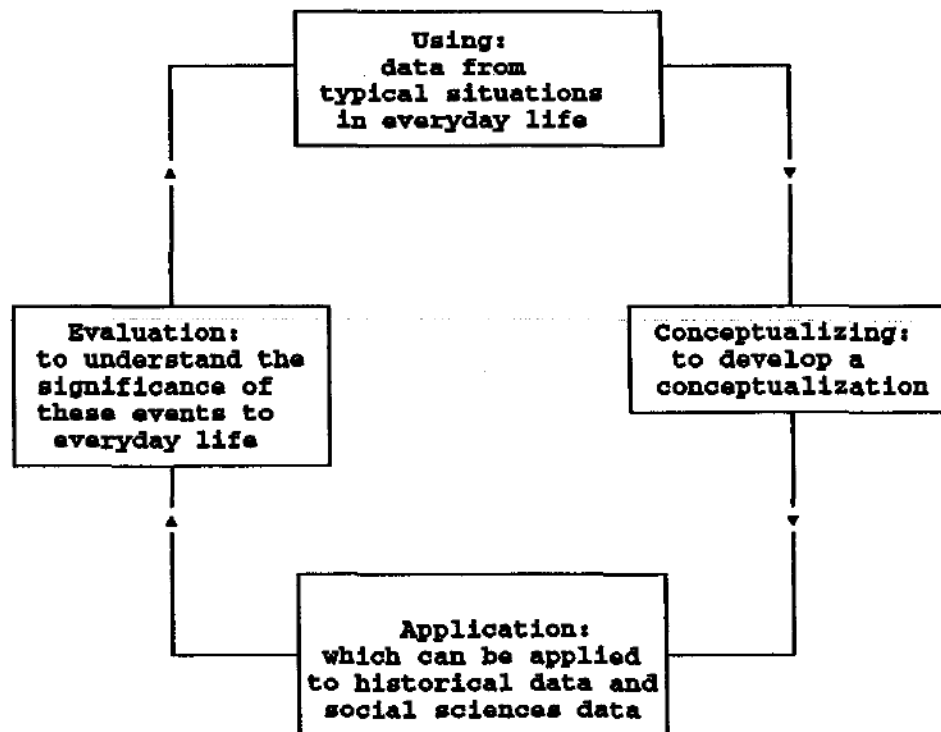 Using:
data from
typical situations
in everyday life
Conceptualizing:
to develop a
conceptualization
Application:
which can be applied
to historical data and
social sciences data
Evaluation:
to understand the
significance of
these events to
everyday life